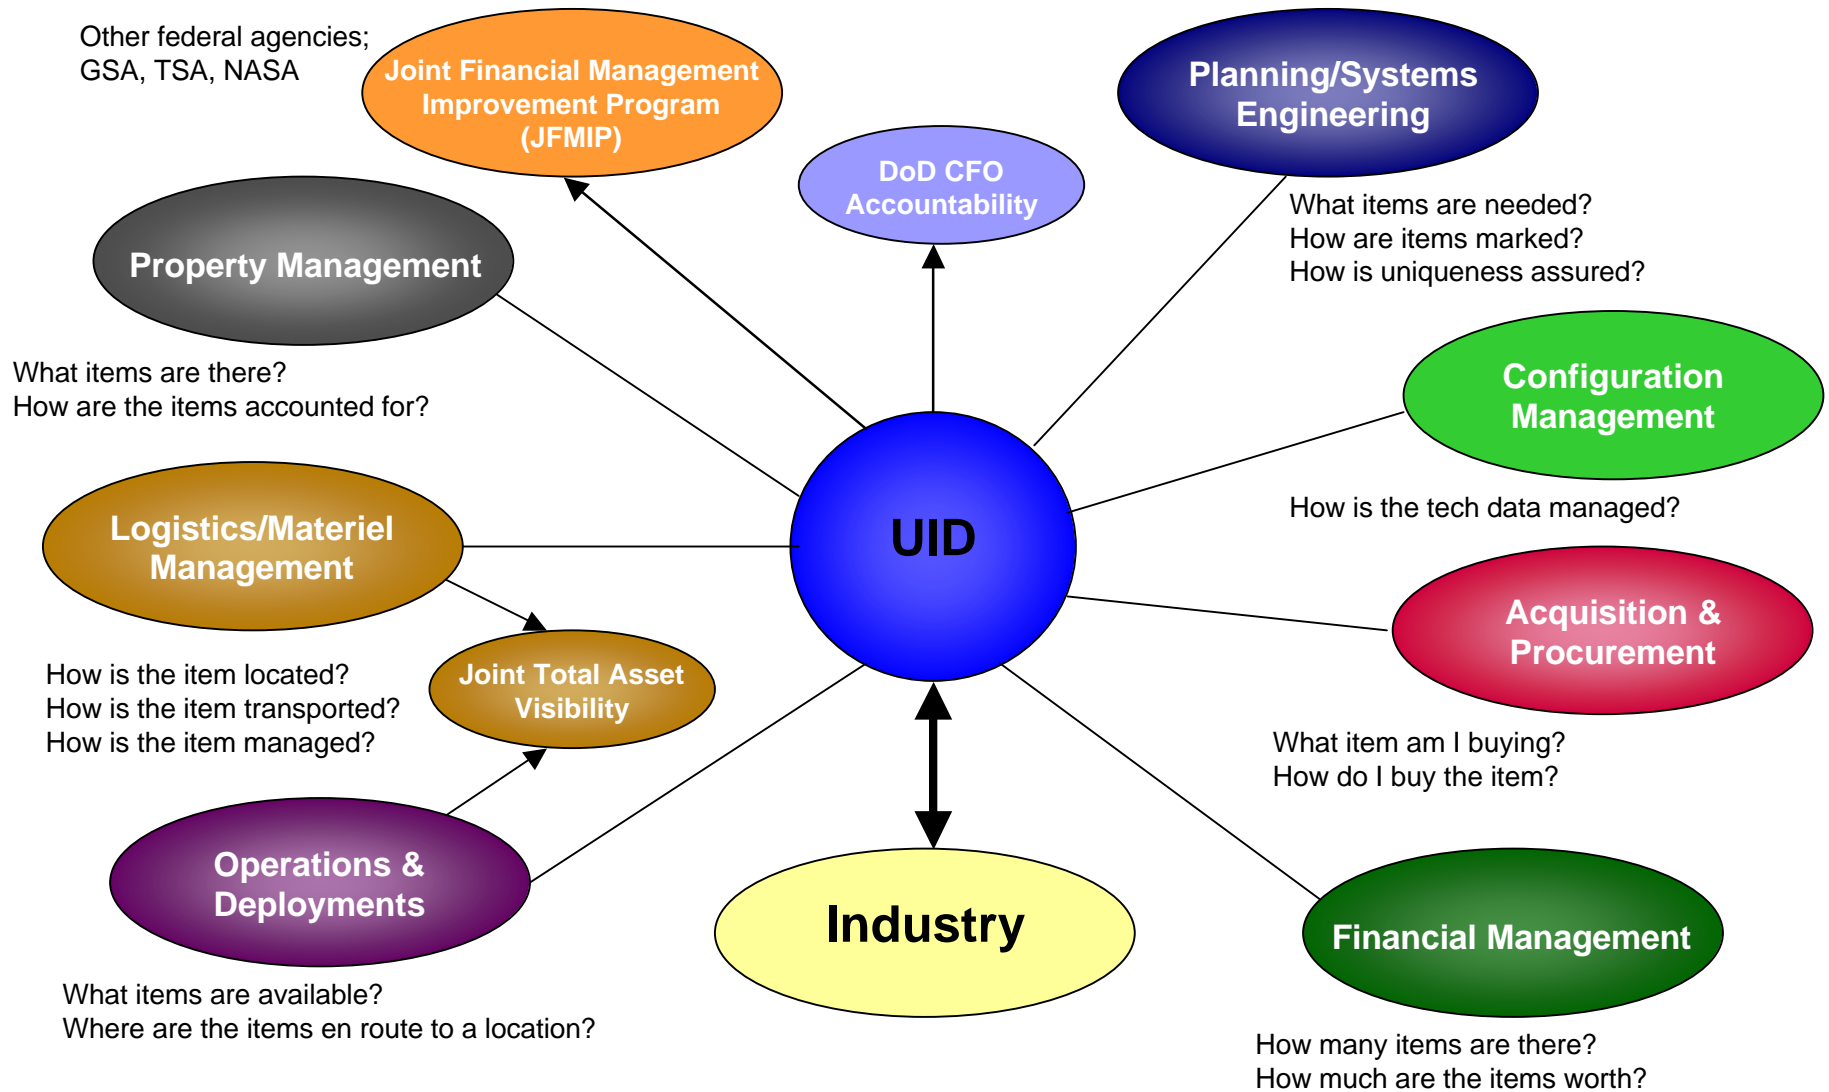 Other federal agencies;
GSA, TSA, NASA
Joint Financial Management
Improvement Program
(JFMIP)
Planning/Systems
Engineering
DoD CFO
Accountability
What items are needed?
How are items marked?
How is uniqueness assured?
Property Management
What items are there?
How are the items accounted for?
Configuration
Management
How is the tech data managed?
Logistics/Materiel
Management
UID
Acquisition &
Procurement
How is the item located?
How is the item transported?
How is the item managed?
Joint Total Asset
Visibility
What item am I buying?
How do I buy the item?
Operations &
Deployments
Industry
Financial Management
What items are available?
Where are the items en route to a location?
How many items are there?
How much are the items worth?